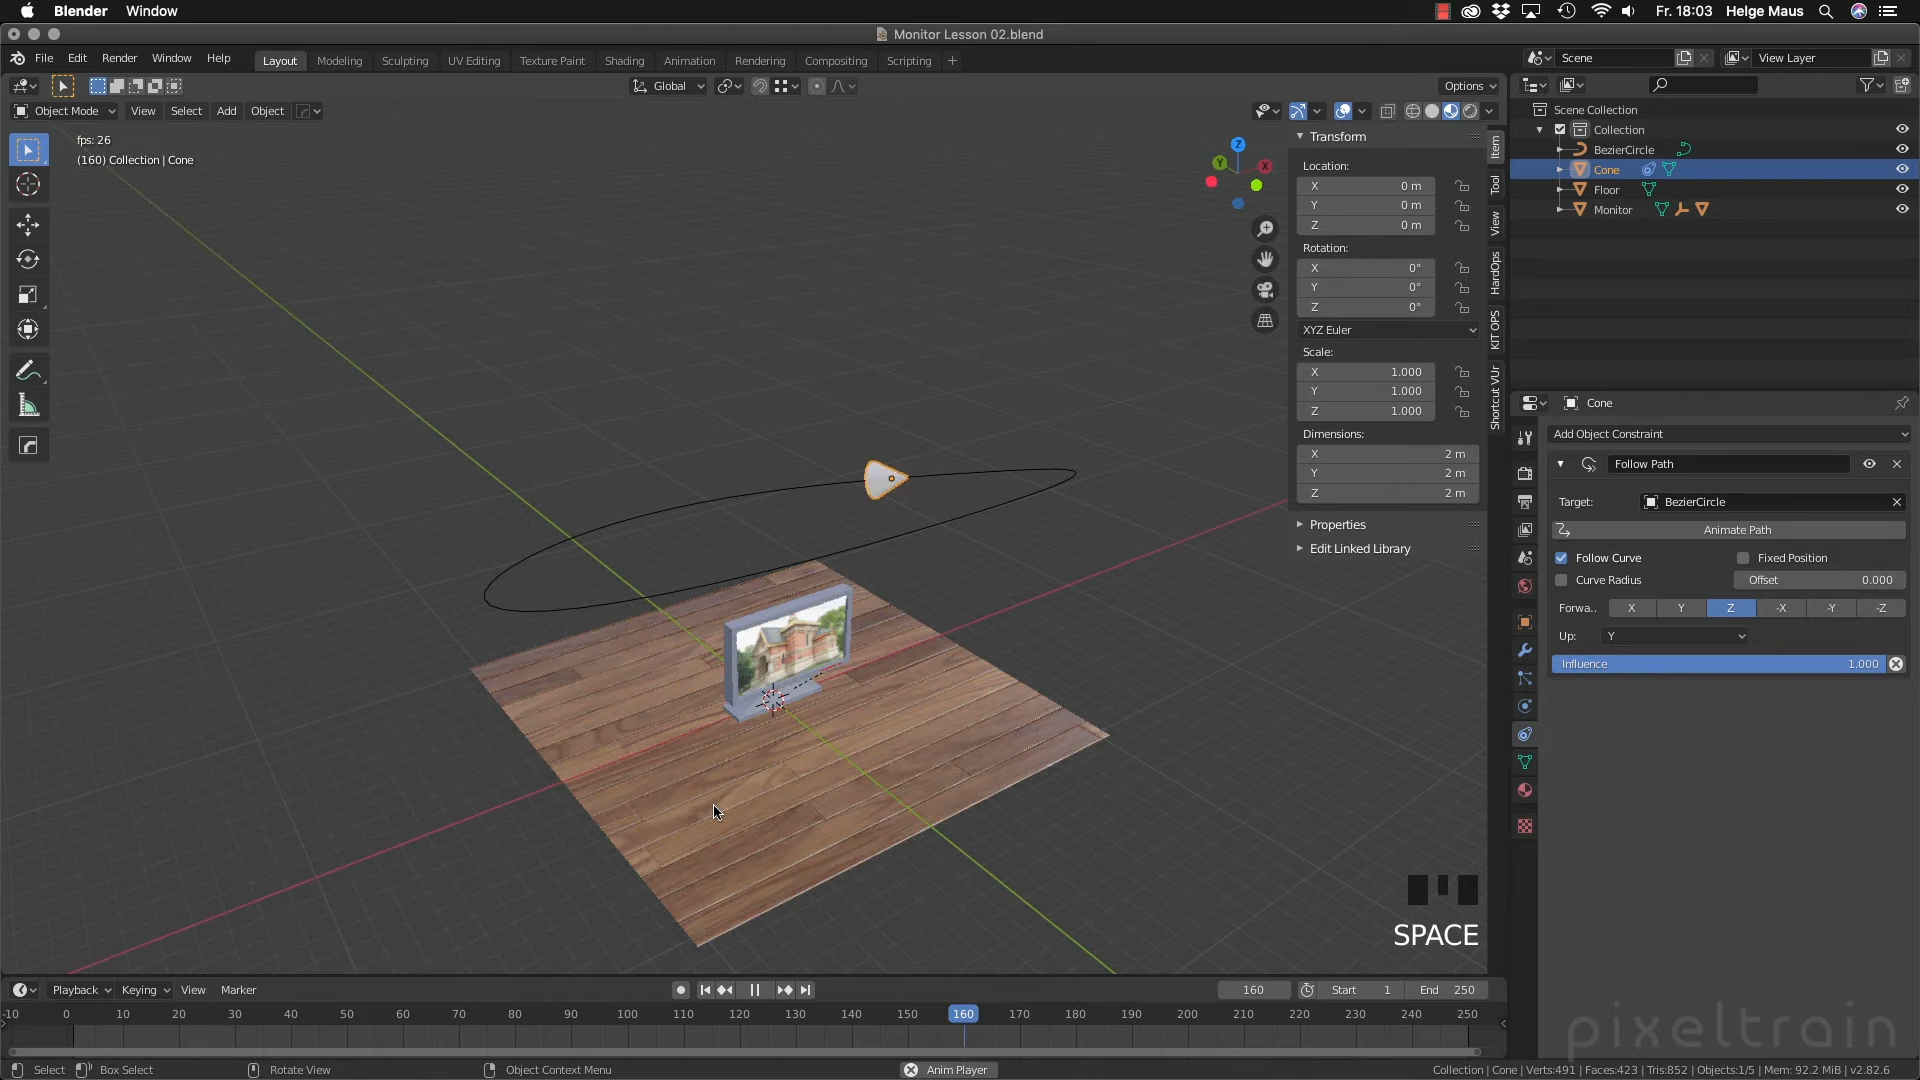 Blender Window Fr. 18:03 Helge Maus
Monitor Lesson 02.blend
File Edit Render Window Help Layout Modeling Sculpting UV Editing Texture Paint Shading Animation Rendering Compositing Scripting + Scene View Layer
Global Options
Object Mode View Select Add Object
fps: 26
(160) Collection | Cone
Z
Y
X
Transform
Location:
X 0 m
Y 0 m
Z 0 m
Rotation:
X 0°
Y 0°
Z 0°
XYZ Euler
Scale:
X 1.000
Y 1.000
Z 1.000
Dimensions:
X 2 m
Y 2 m
Z 2 m
Properties
Edit Linked Library
Item
Tool
View
HardOps
KIT OPS
Shortcut VUr
Scene Collection
Collection
BezierCircle
Cone
Floor
Monitor
Cone
Add Object Constraint
Follow Path
Target: BezierCircle
Animate Path
Follow Curve Fixed Position
Curve Radius Offset 0.000
Forwa.. X Y Z -X -Y -Z
Up: Y
Influence 1.000
SPACE
Playback Keying View Marker 160 Start 1 End 250
-10 0 10 20 30 40 50 60 70 80 90 100 110 120 130 140 150 160 170 180 190 200 210 220 230 240 250
pixeltrain
Select Box Select Rotate View Object Context Menu Anim Player Collection | Cone | Verts:491 | Faces:423 | Tris:852 | Objects:1/5 | Mem: 92.2 MiB | v2.82.6